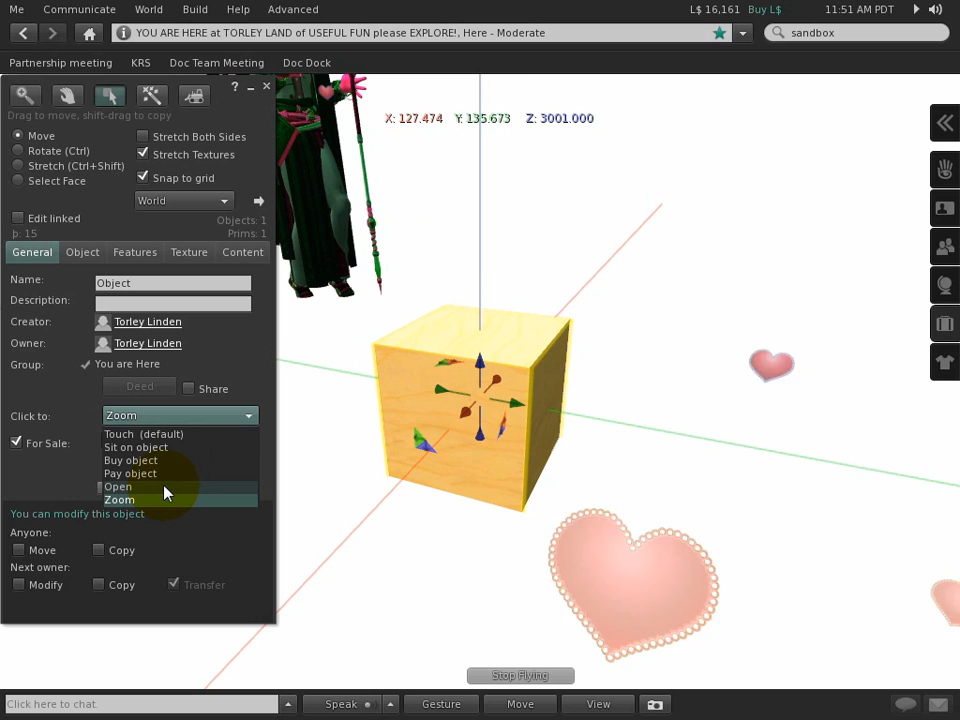 Me Communicate World Build Help Advanced L$ 16,161 Buy L$ 11:51 AM PDT
YOU ARE HERE at TORLEY LAND of USEFUL FUN please EXPLORE!, Here - Moderate sandbox
Partnership meeting KRS Doc Team Meeting Doc Dock
?
Drag to move, shift-drag to copy
X: 127.474 Y: 135.673 Z: 3001.000
Move Stretch Both Sides
Rotate (Ctrl) Stretch Textures
Stretch (Ctrl+Shift)
Select Face Snap to grid
World
Edit linked Objects: 1
þ: 15 Prims: 1
General Object Features Texture Content
Name: Object
Description:
Creator: Torley Linden
Owner: Torley Linden
Group: You are Here
Deed Share
Click to: Zoom
Touch (default)
For Sale: Sit on object
Buy object
Pay object
Open
Zoom
You can modify this object
Anyone:
Move Copy
Next owner:
Modify Copy Transfer
Stop Flying
Click here to chat. Speak Gesture Move View